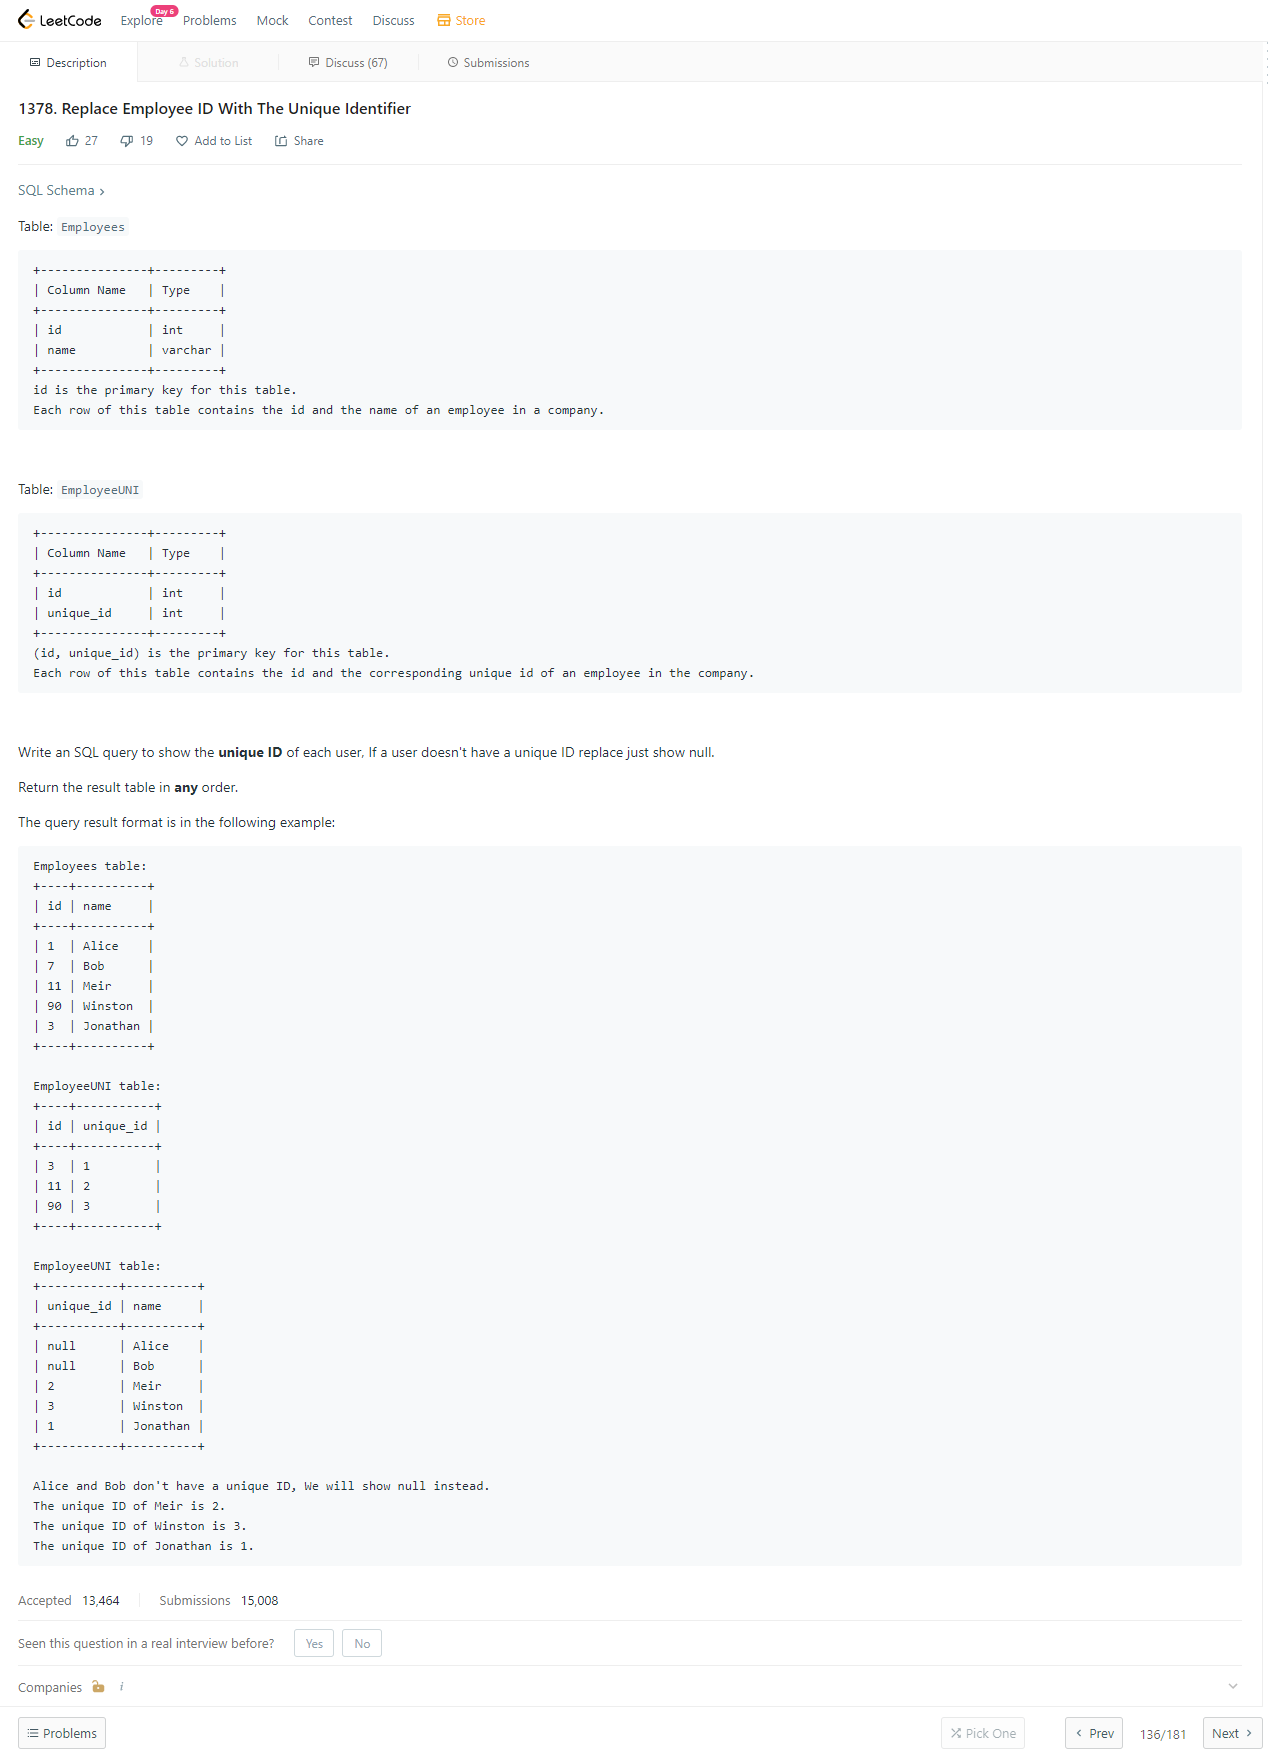 LeetCode Explore Day 6 Problems Mock Contest Discuss Store
Description Solution Discuss (67) Submissions
1378. Replace Employee ID With The Unique Identifier
Easy 27 19 Add to List Share
SQL Schema >
Table: Employees
+---------------+---------+
| Column Name   | Type    |
+---------------+---------+
| id            | int     |
| name          | varchar |
+---------------+---------+
id is the primary key for this table.
Each row of this table contains the id and the name of an employee in a company.
Table: EmployeeUNI
+---------------+---------+
| Column Name   | Type    |
+---------------+---------+
| id            | int     |
| unique_id     | int     |
+---------------+---------+
(id, unique_id) is the primary key for this table.
Each row of this table contains the id and the corresponding unique id of an employee in the company.
Write an SQL query to show the unique ID of each user, If a user doesn't have a unique ID replace just show null.
Return the result table in any order.
The query result format is in the following example:
Employees table:
+----+----------+
| id | name     |
+----+----------+
| 1  | Alice    |
| 7  | Bob      |
| 11 | Meir     |
| 90 | Winston  |
| 3  | Jonathan |
+----+----------+
EmployeeUNI table:
+----+-----------+
| id | unique_id |
+----+-----------+
| 3  | 1         |
| 11 | 2         |
| 90 | 3         |
+----+-----------+
EmployeeUNI table:
+-----------+----------+
| unique_id | name     |
+-----------+----------+
| null      | Alice    |
| null      | Bob      |
| 2         | Meir     |
| 3         | Winston  |
| 1         | Jonathan |
+-----------+----------+
Alice and Bob don't have a unique ID, We will show null instead.
The unique ID of Meir is 2.
The unique ID of Winston is 3.
The unique ID of Jonathan is 1.
Accepted 13,464 Submissions 15,008
Seen this question in a real interview before? Yes No
Companies i
Problems Pick One < Prev 136/181 Next >